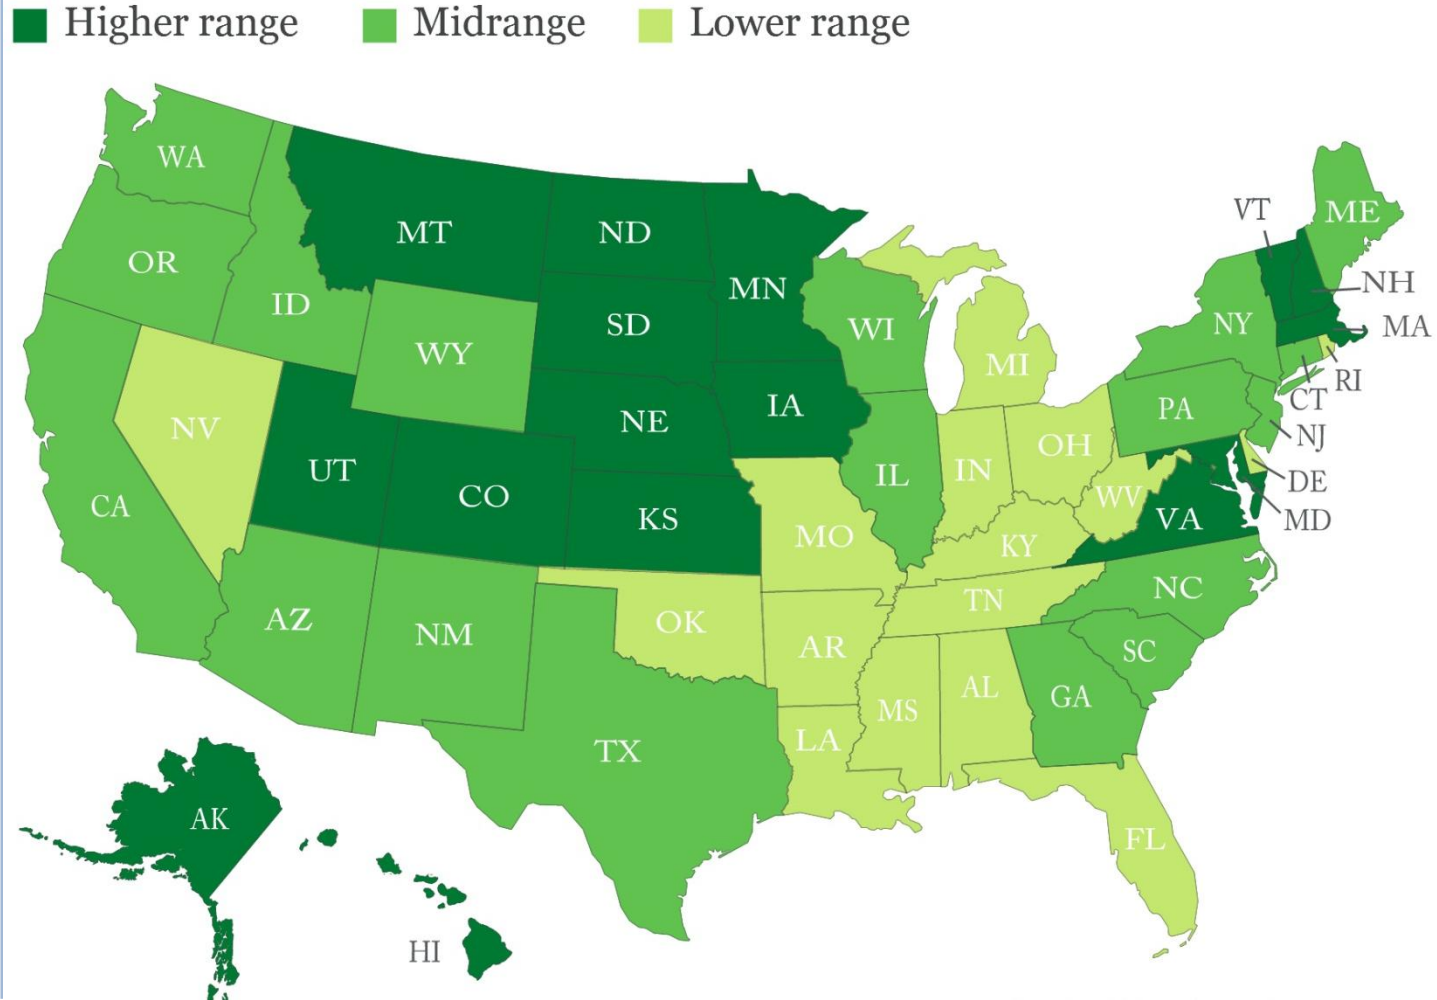 Higher range
Midrange
Lower range
WA
MT
ND
VT
ME
OR
MN
NH
ID
SD
WI
NY
MA
WY
MI
RI
NV
NE
IA
PA
CT
NJ
UT
CO
IL
IN
OH
DE
CA
KS
WV
VA
MD
MO
KY
NC
AZ
NM
OK
AR
TN
SC
MS
AL
GA
TX
LA
AK
FL
HI